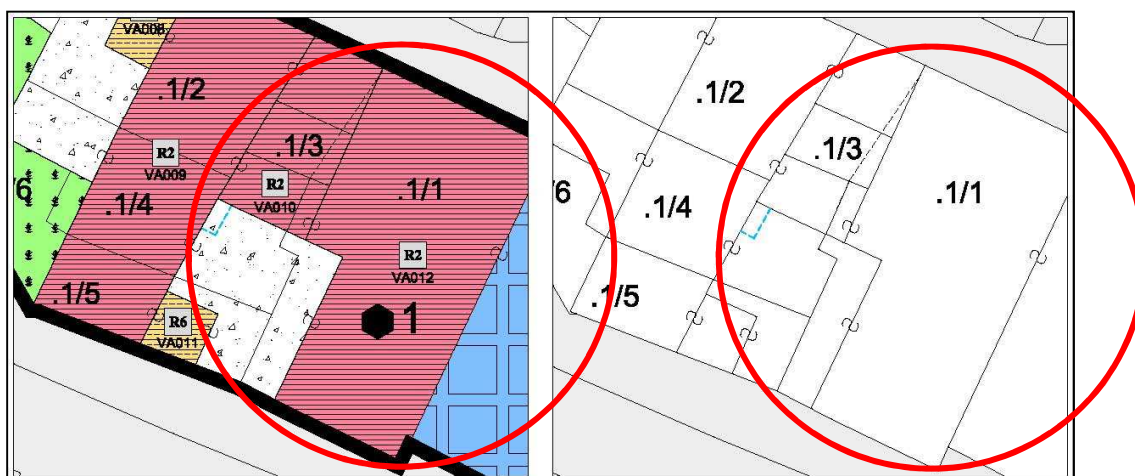 VA008
.1/2
.1/3
R2
VA009
R2
VA010
/6
.1/4
.1/1
R2
VA012
.1/5
R6
VA011
1
.1/2
.1/3
/6
.1/4
.1/1
.1/5